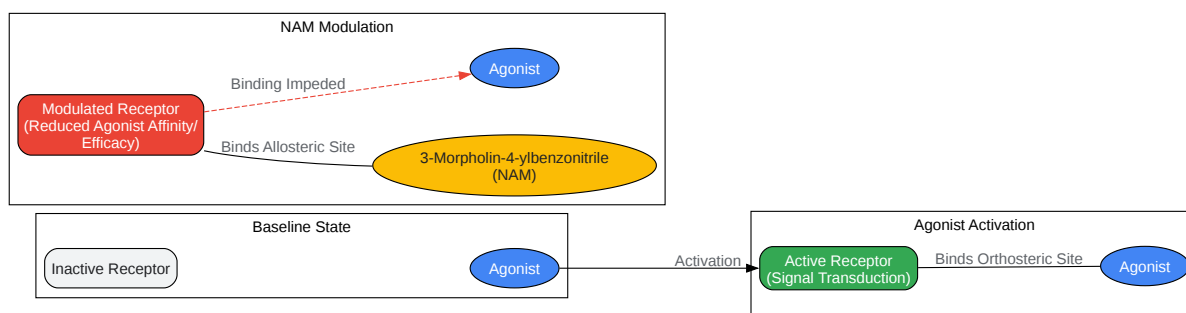 NAM Modulation
Agonist
Binding Impeded
Modulated Receptor
(Reduced Agonist Affinity/
Efficacy)
Binds Allosteric Site
3-Morpholin-4-ylbenzonitrile
(NAM)
Baseline State
Inactive Receptor
Agonist
Activation
Agonist Activation
Active Receptor
(Signal Transduction)
Binds Orthosteric Site
Agonist